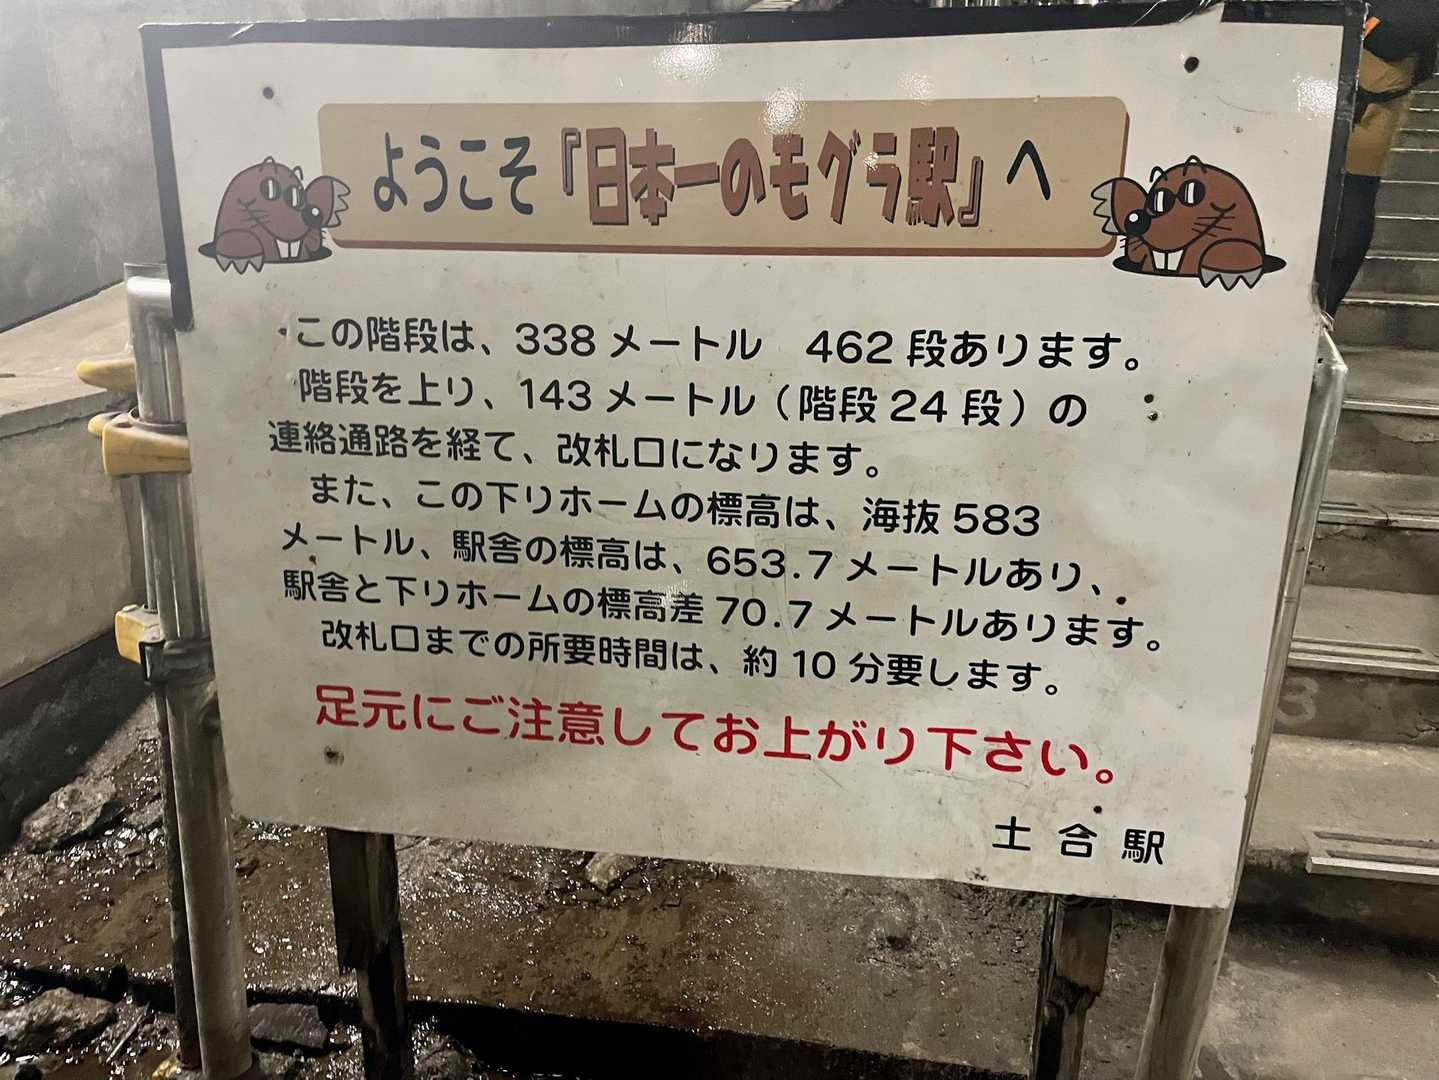 ようこそ『日本一のモグラ駅』へ
この階段は、338メートル　462段あります。
階段を上り、143メートル（階段24段）の
連絡通路を経て、改札口になります。
また、この下りホームの標高は、海抜583
メートル、駅舎の標高は、653.7メートルあり、
駅舎と下りホームの標高差70.7メートルあります。
改札口までの所要時間は、約10分要します。
足元にご注意してお上がり下さい。
土合駅
3